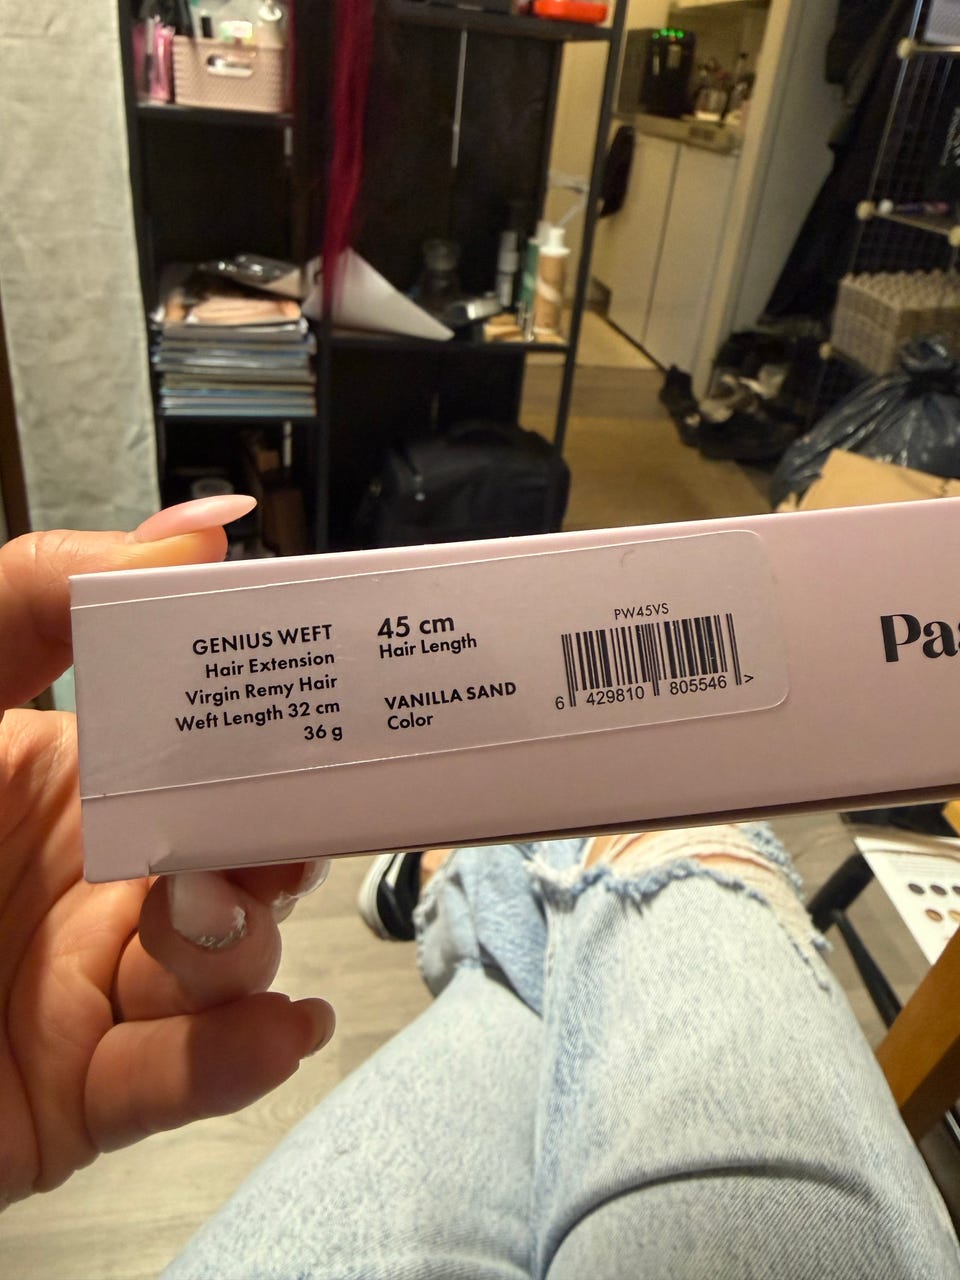 GENIUS WEFT
Hair Extension
Virgin Remy Hair
Weft Length 32 cm
36 g
45 cm
Hair Length
VANILLA SAND
Color
PW45VS
6 429810 805546 >
Pas